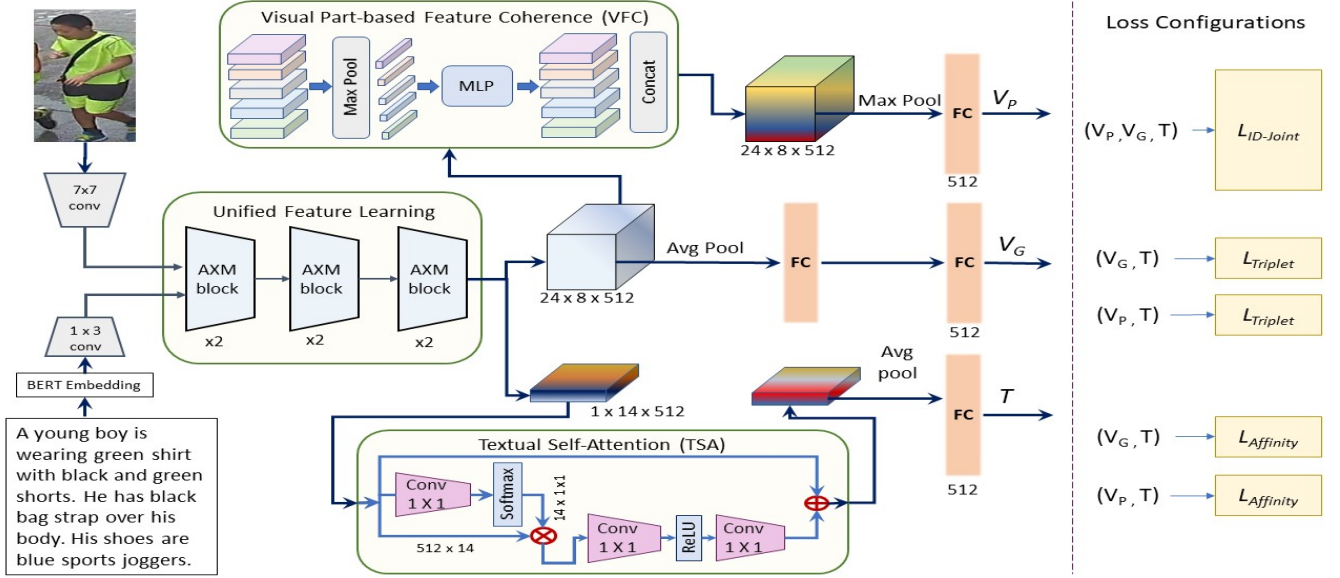 Visual Part-based Feature Coherence (VFC)
Max Pool
MLP
Concat
24 x 8 x 512
Max Pool
FC
512
V_P
7x7
conv
Unified Feature Learning
AXM
block
x2
AXM
block
x2
AXM
block
x2
1 x 3
conv
BERT Embedding
A young boy is
wearing green shirt
with black and green
shorts. He has black
bag strap over his
body. His shoes are
blue sports joggers.
24 x 8 x 512
Avg Pool
FC
FC
512
V_G
1 x 14 x 512
Textual Self-Attention (TSA)
Conv
1 X 1
Softmax
14 x 1 x 1
512 x 14
Conv
1 X 1
ReLU
Conv
1 X 1
Avg
pool
FC
512
T
Loss Configurations
(V_P, V_G, T) L_ID-Joint
(V_G, T) L_Triplet
(V_P, T) L_Triplet
(V_G, T) L_Affinity
(V_P, T) L_Affinity